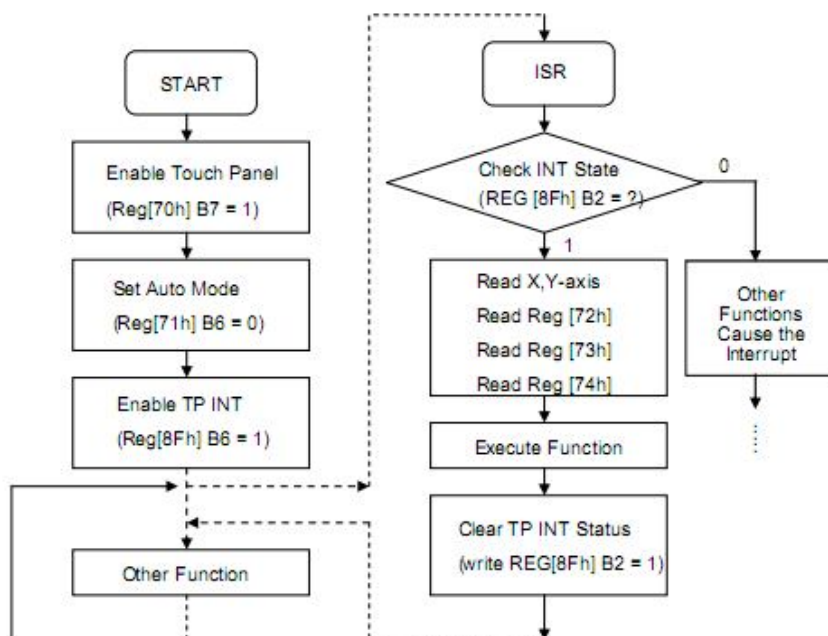 START
Enable Touch Panel
(Reg[70h] B7 = 1)
Set Auto Mode
(Reg[71h] B6 = 0)
Enable TP INT
(Reg[8Fh] B6 = 1)
Other Function
ISR
Check INT State
(REG [8Fh] B2 = ?)
0
1
Read X,Y-axis
Read Reg [72h]
Read Reg [73h]
Read Reg [74h]
Other
Functions
Cause the
Interrupt
Execute Function
Clear TP INT Status
(write REG[8Fh] B2 = 1)